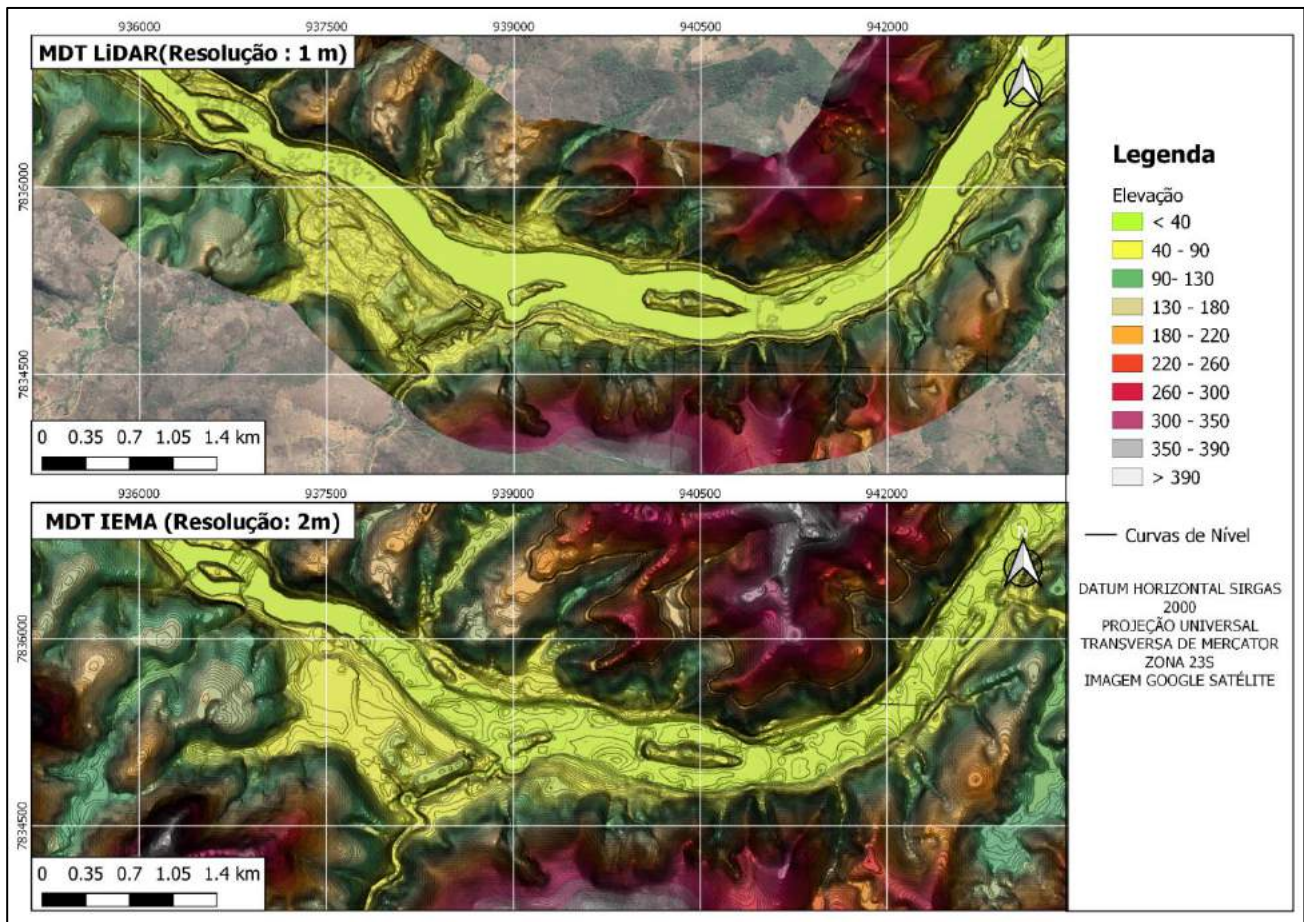 936000 937500 939000 940500 942000
MDT LiDAR(Resolução : 1 m)
N
7836000
7834500
0 0.35 0.7 1.05 1.4 km
936000 937500 939000 940500 942000
MDT IEMA (Resolução: 2m)
N
7836000
7834500
0 0.35 0.7 1.05 1.4 km
Legenda
Elevação
< 40
40 - 90
90- 130
130 - 180
180 - 220
220 - 260
260 - 300
300 - 350
350 - 390
> 390
Curvas de Nível
DATUM HORIZONTAL SIRGAS
2000
PROJEÇÃO UNIVERSAL
TRANSVERSA DE MERCATOR
ZONA 23S
IMAGEM GOOGLE SATÉLITE